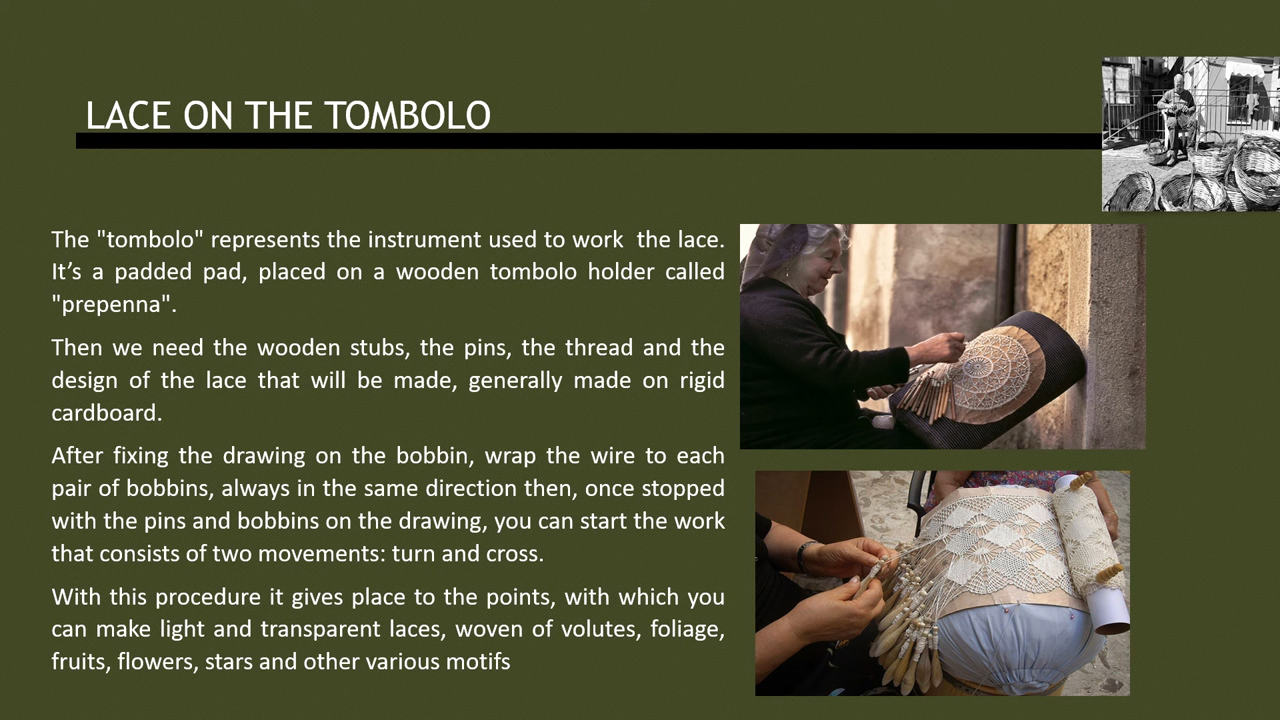 LACE ON THE TOMBOLO
The "tombolo" represents the instrument used to work  the lace.
It’s a padded pad, placed on a wooden tombolo holder called
"prepenna".
Then we need the wooden stubs, the pins, the thread and the
design of the lace that will be made, generally made on rigid
cardboard.
After fixing the drawing on the bobbin, wrap the wire to each
pair of bobbins, always in the same direction then, once stopped
with the pins and bobbins on the drawing, you can start the work
that consists of two movements: turn and cross.
With this procedure it gives place to the points, with which you
can make light and transparent laces, woven of volutes, foliage,
fruits, flowers, stars and other various motifs